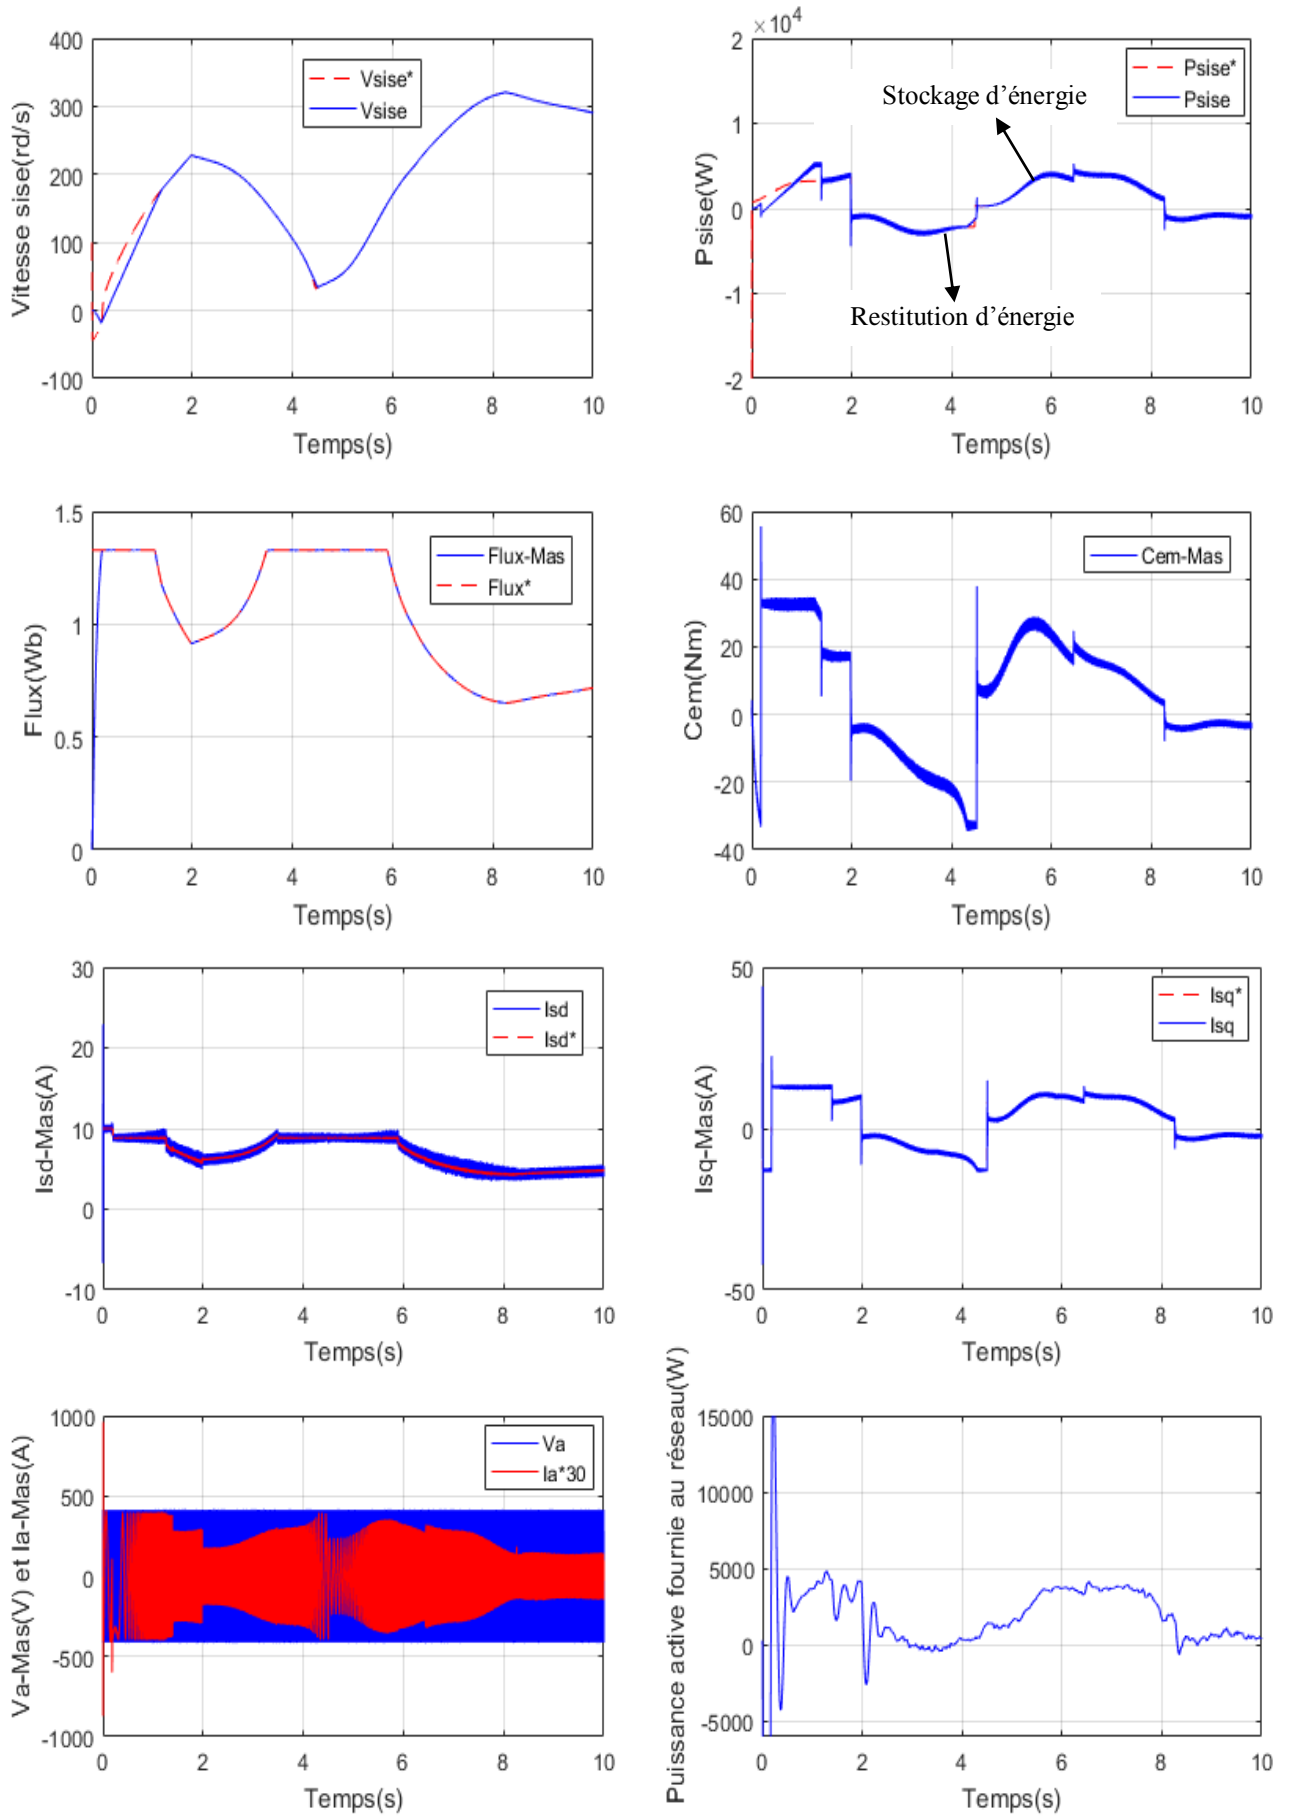 400
300
200
100
0
-100
0 2 4 6 8 10
Vitesse sise(rd/s)
Temps(s)
Vsise*
Vsise
×10⁴
2
1
0
-1
-2
0 2 4 6 8 10
Psise(W)
Temps(s)
Psise*
Psise
Stockage d’énergie
Restitution d’énergie
1.5
1
0.5
0
0 2 4 6 8 10
Flux(Wb)
Temps(s)
Flux-Mas
Flux*
60
40
20
0
-20
-40
0 2 4 6 8 10
Cem(Nm)
Temps(s)
Cem-Mas
30
20
10
0
-10
0 2 4 6 8 10
Isd-Mas(A)
Temps(s)
Isd
Isd*
50
0
-50
0 2 4 6 8 10
Isq-Mas(A)
Temps(s)
Isq*
Isq
1000
500
0
-500
-1000
0 2 4 6 8 10
Va-Mas(V) et Ia-Mas(A)
Temps(s)
Va
Ia*30
15000
10000
5000
0
-5000
0 2 4 6 8 10
Puissance active fournie au réseau(W)
Temps(s)